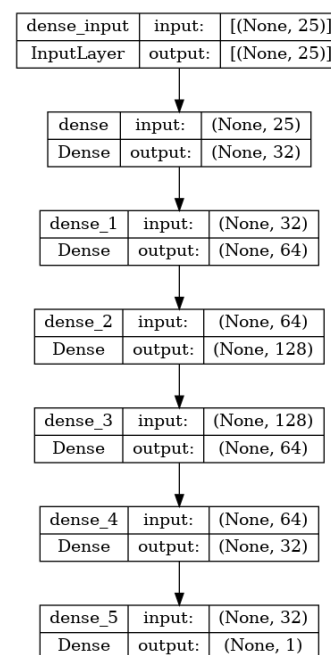 dense_input input: [(None, 25)]
InputLayer output: [(None, 25)]
dense input: (None, 25)
Dense output: (None, 32)
dense_1 input: (None, 32)
Dense output: (None, 64)
dense_2 input: (None, 64)
Dense output: (None, 128)
dense_3 input: (None, 128)
Dense output: (None, 64)
dense_4 input: (None, 64)
Dense output: (None, 32)
dense_5 input: (None, 32)
Dense output: (None, 1)